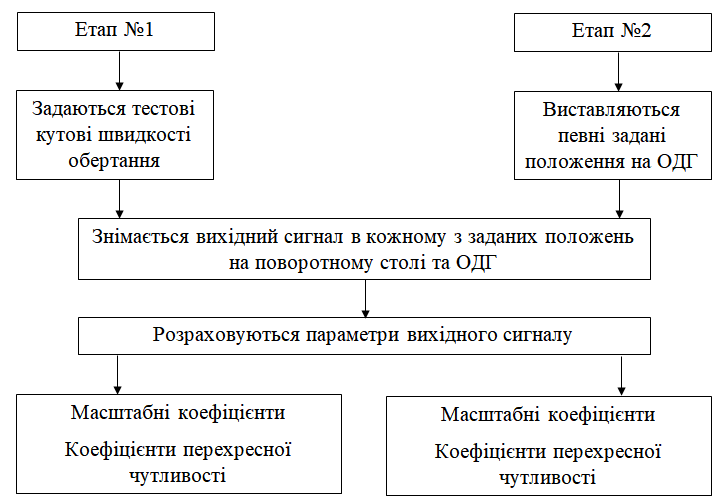 Етап №1
Етап №2
Задаються тестові
кутові швидкості
обертання
Виставляються
певні задані
положення на ОДГ
Знімається вихідний сигнал в кожному з заданих положень
на поворотному столі та ОДГ
Розраховуються параметри вихідного сигналу
Масштабні коефіцієнти
Коефіцієнти перехресної
чутливості
Масштабні коефіцієнти
Коефіцієнти перехресної
чутливості